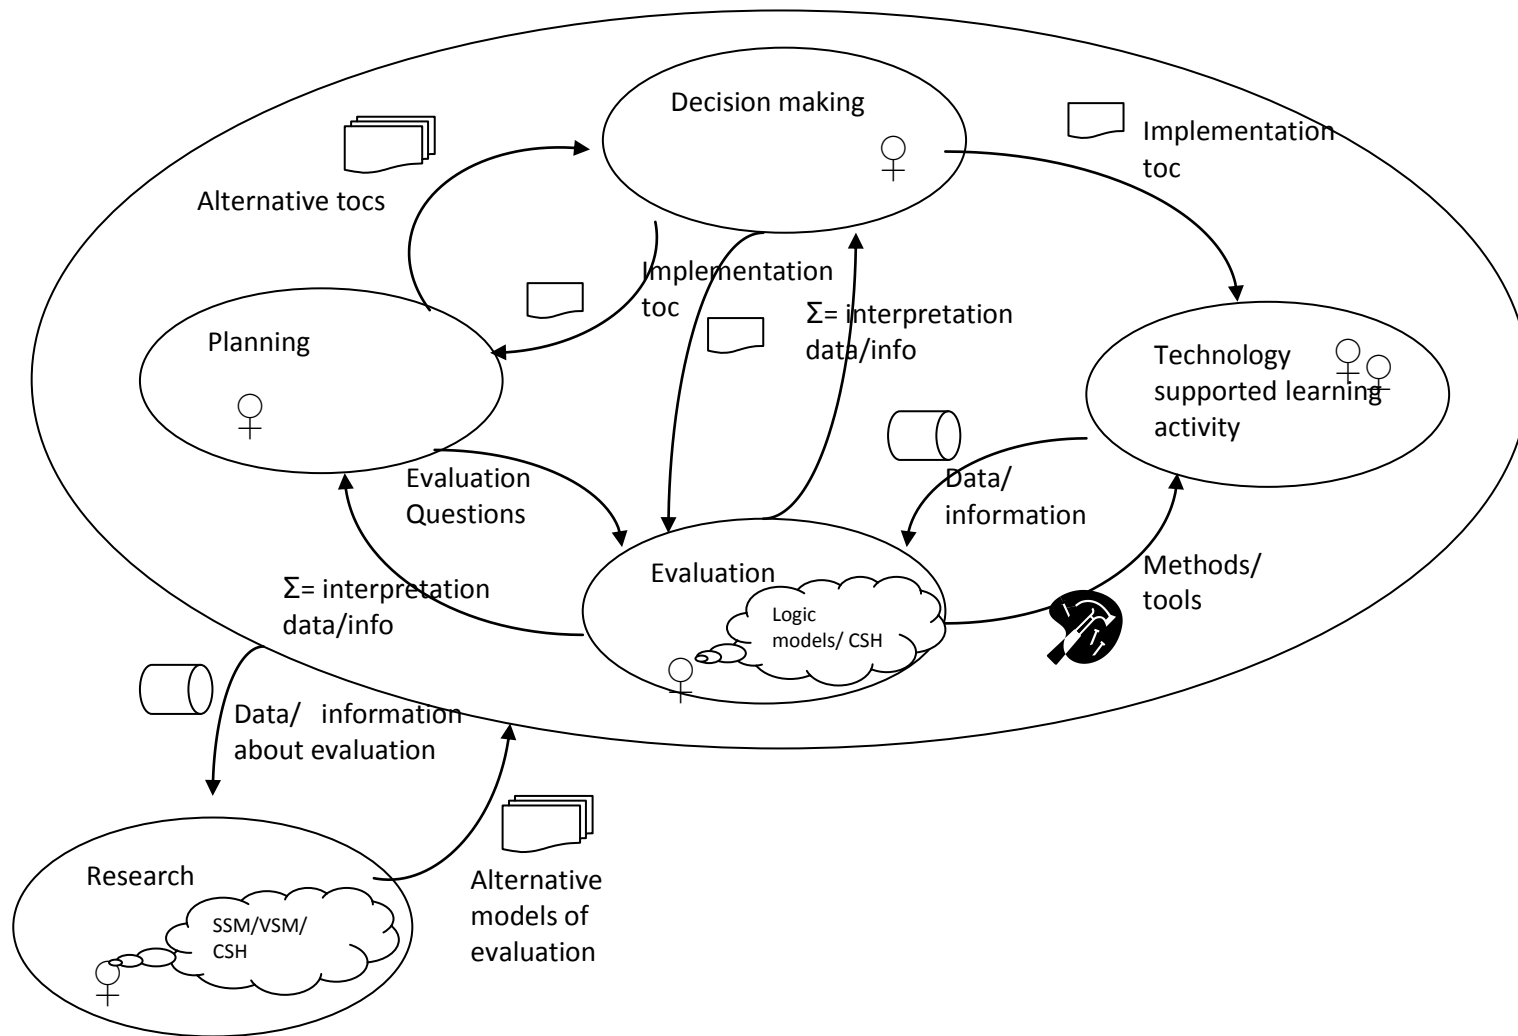 Decision making
Implementation
toc
Alternative tocs
Implementation
toc
Σ= interpretation
data/info
Planning
Technology
supported learning
activity
Evaluation
Questions
Data/
information
Σ= interpretation
data/info
Evaluation
Logic
models/ CSH
Methods/
tools
Data/ information
about evaluation
Research
SSM/VSM/
CSH
Alternative
models of
evaluation